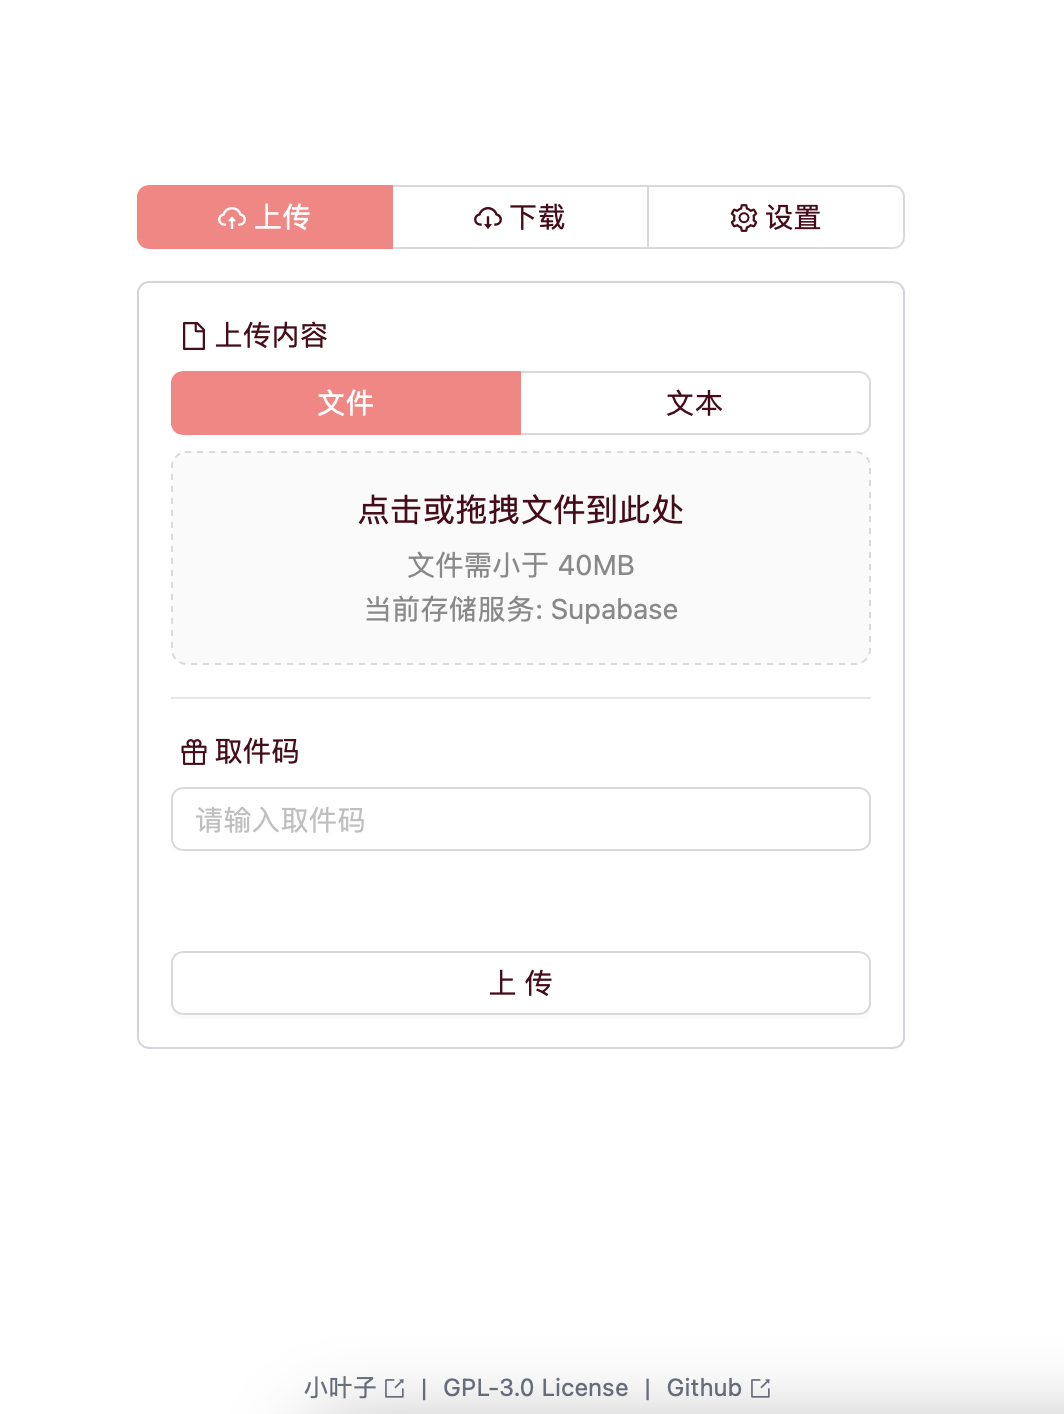 上传 下载 设置
上传内容
文件 文本
点击或拖拽文件到此处
文件需小于 40MB
当前存储服务: Supabase
取件码
请输入取件码
上 传
小叶子 | GPL-3.0 License | Github